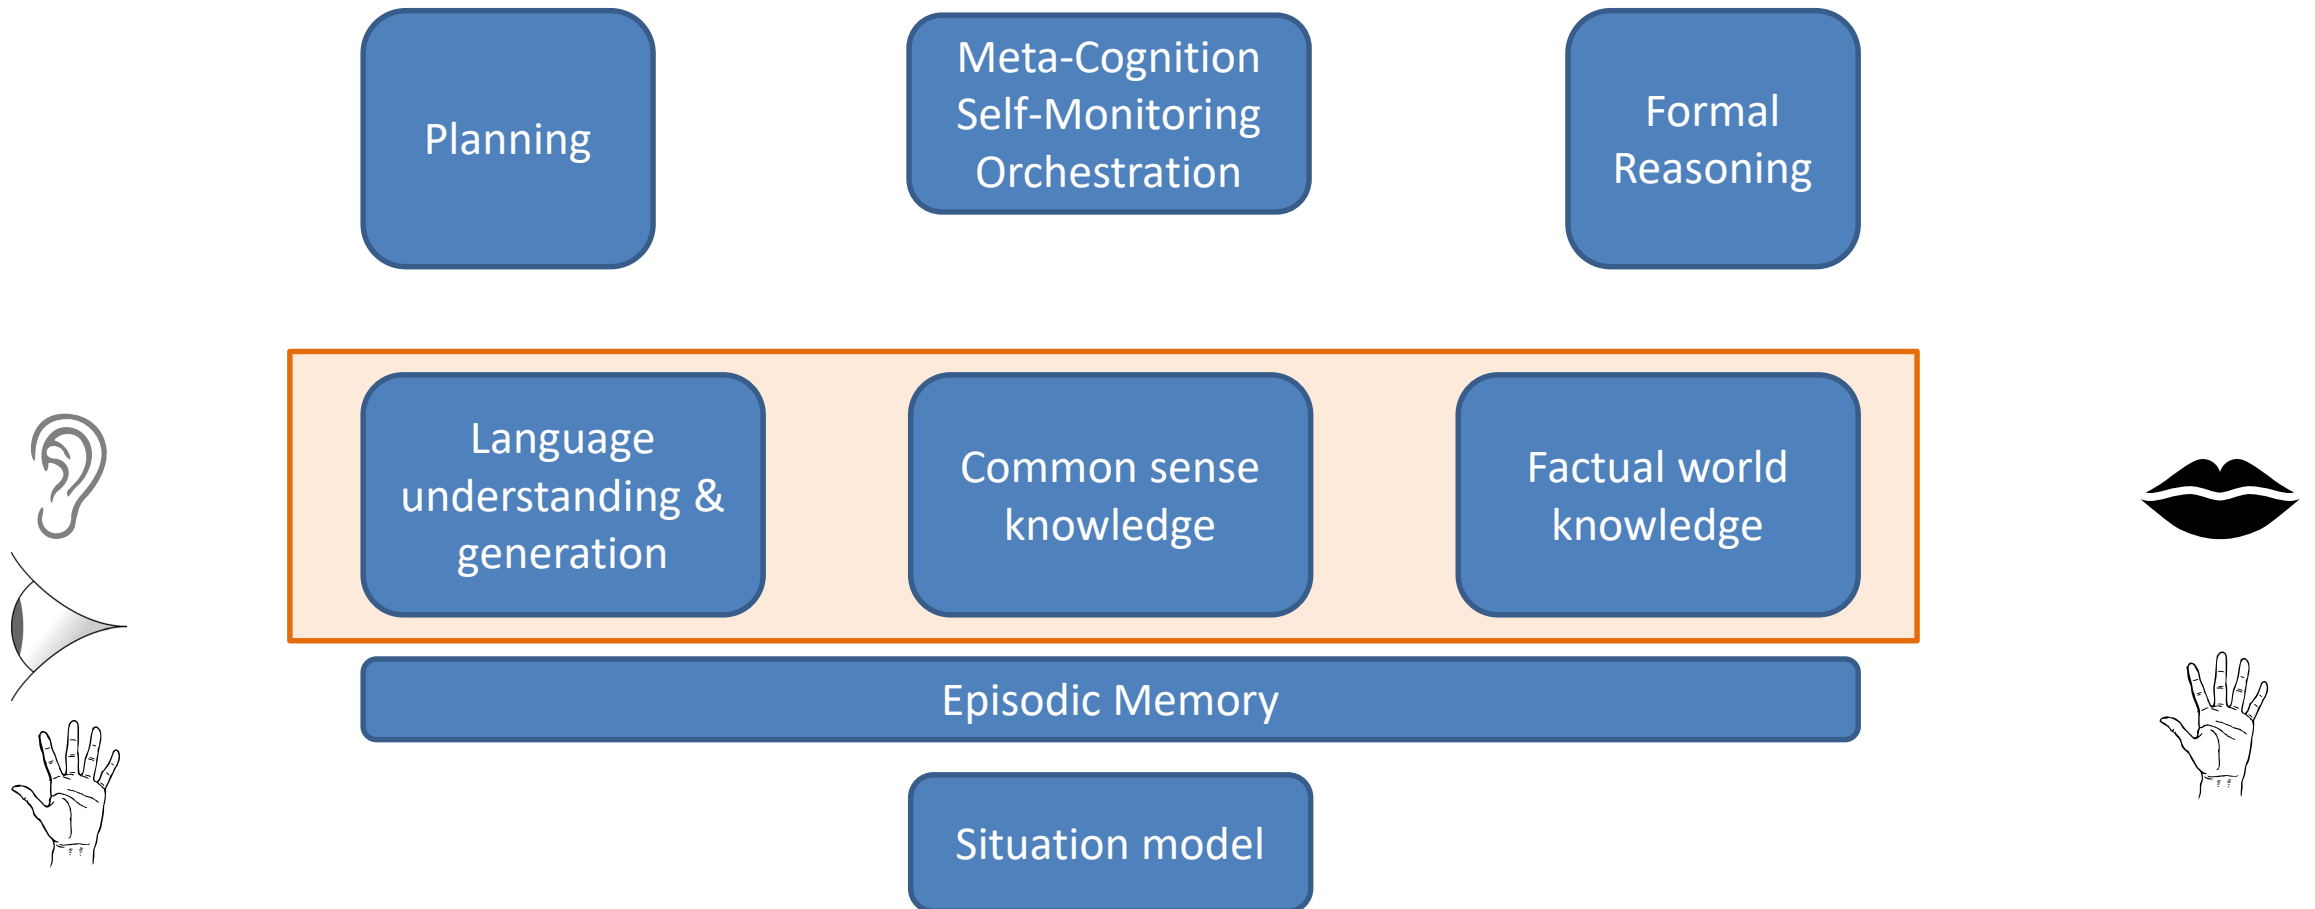 Planning
Meta-Cognition
Self-Monitoring
Orchestration
Formal
Reasoning
Language
understanding &
generation
Common sense
knowledge
Factual world
knowledge
Episodic Memory
Situation model